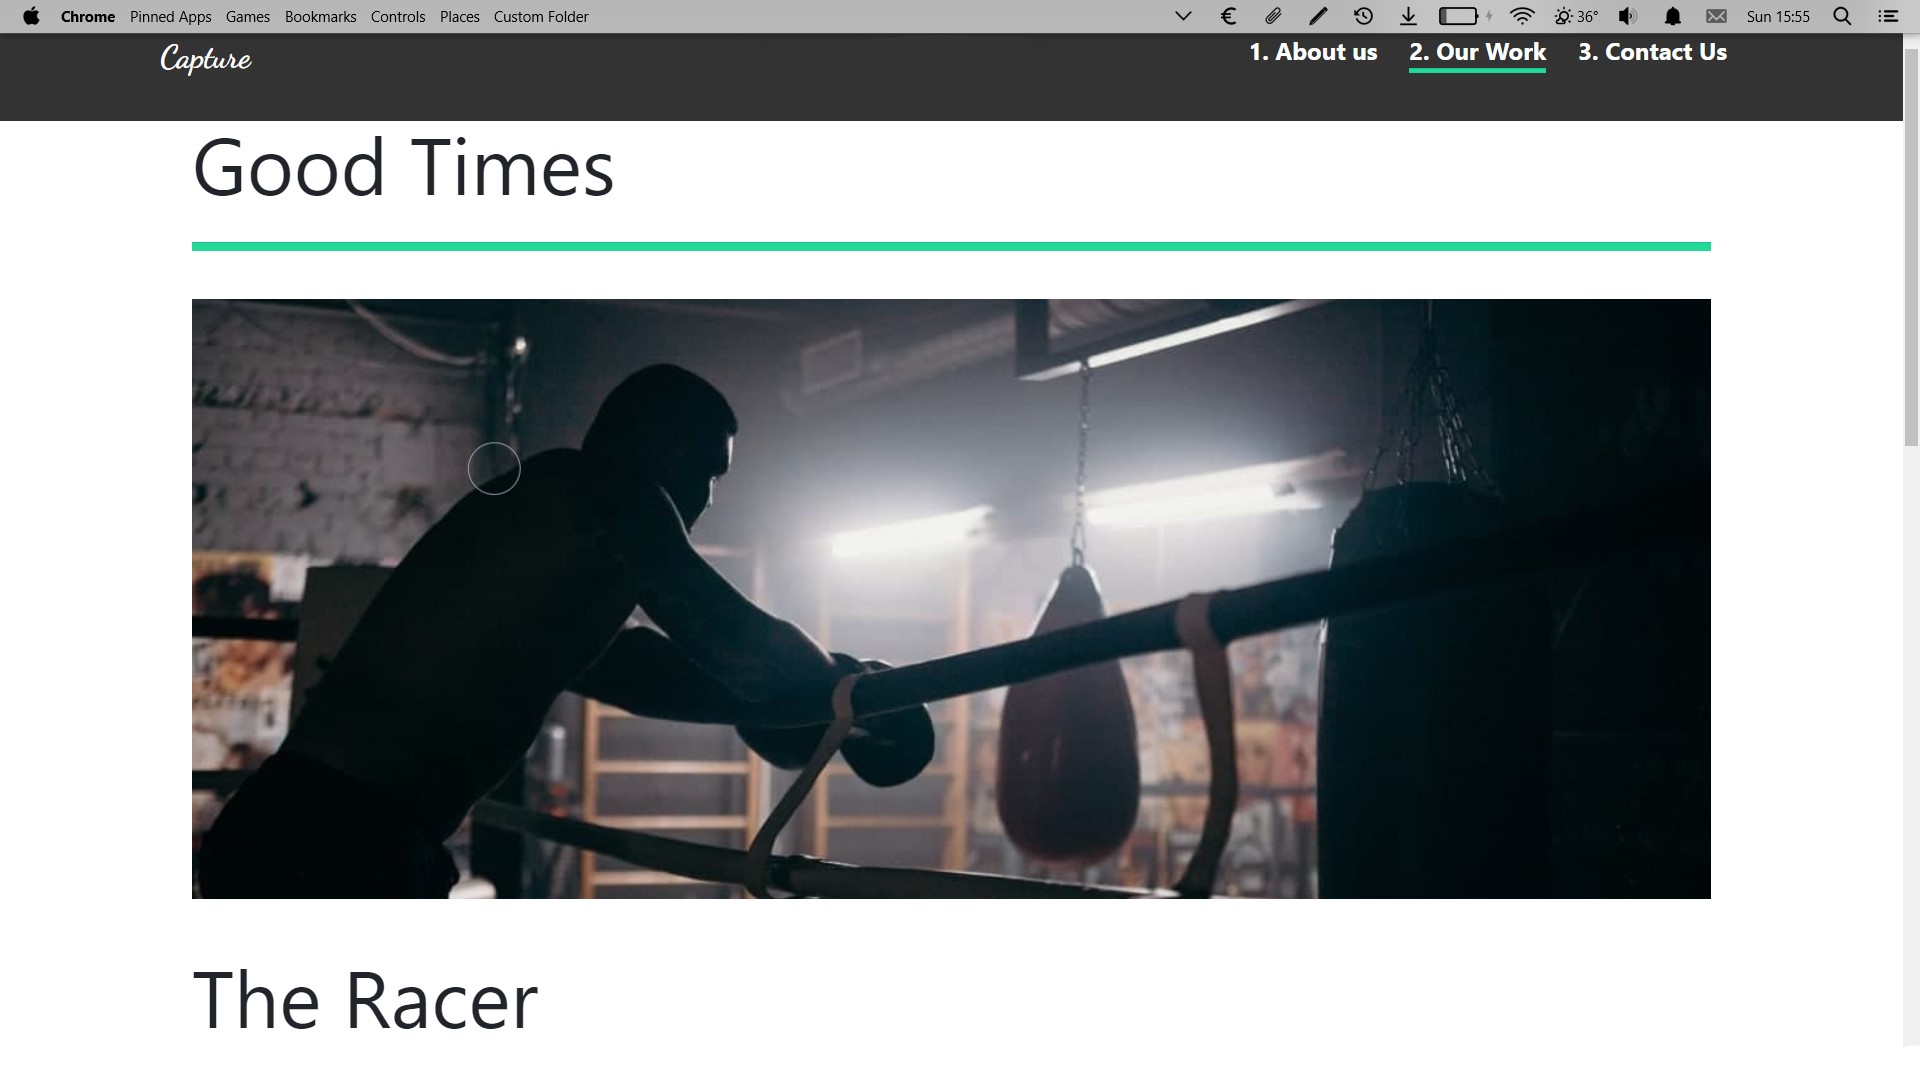 Chrome Pinned Apps Games Bookmarks Controls Places Custom Folder € 36° Sun 15:55
Capture 1. About us 2. Our Work 3. Contact Us
Good Times
The Racer